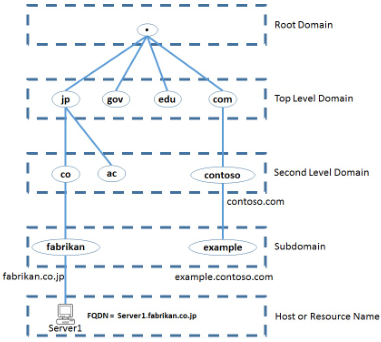 .
Root Domain
jp gov edu com
Top Level Domain
co ac contoso
Second Level Domain
contoso.com
fabrikan example
Subdomain
fabrikan.co.jp example.contoso.com
FQDN = Server1.fabrikan.co.jp
Host or Resource Name
Server1